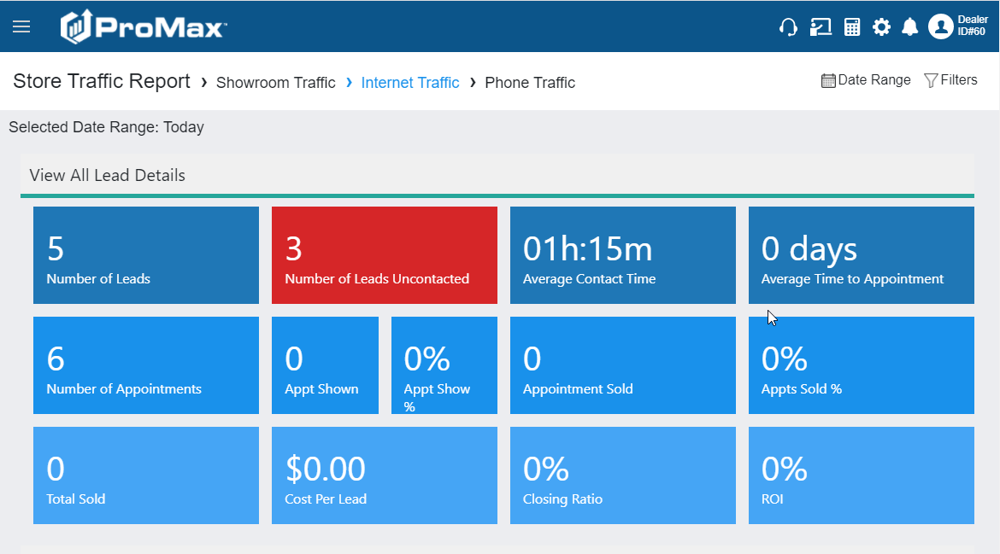 ProMax
Dealer
ID#60
Store Traffic Report › Showroom Traffic › Internet Traffic › Phone Traffic
Date Range
Filters
Selected Date Range: Today
View All Lead Details
5
Number of Leads
3
Number of Leads Uncontacted
01h:15m
Average Contact Time
0 days
Average Time to Appointment
6
Number of Appointments
0
Appt Shown
0%
Appt Show
%
0
Appointment Sold
0%
Appts Sold %
0
Total Sold
$0.00
Cost Per Lead
0%
Closing Ratio
0%
ROI